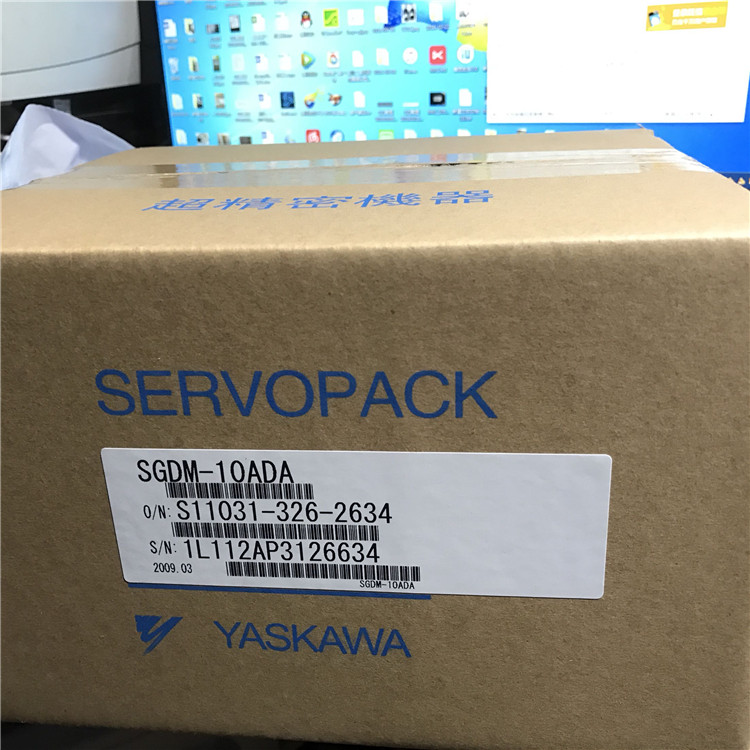 超精密機器
SERVOPACK
SGDM-10ADA
O/N: S11031-326-2634
S/N: 1L112AP3126634
2009.03
SGDM-10ADA
YASKAWA